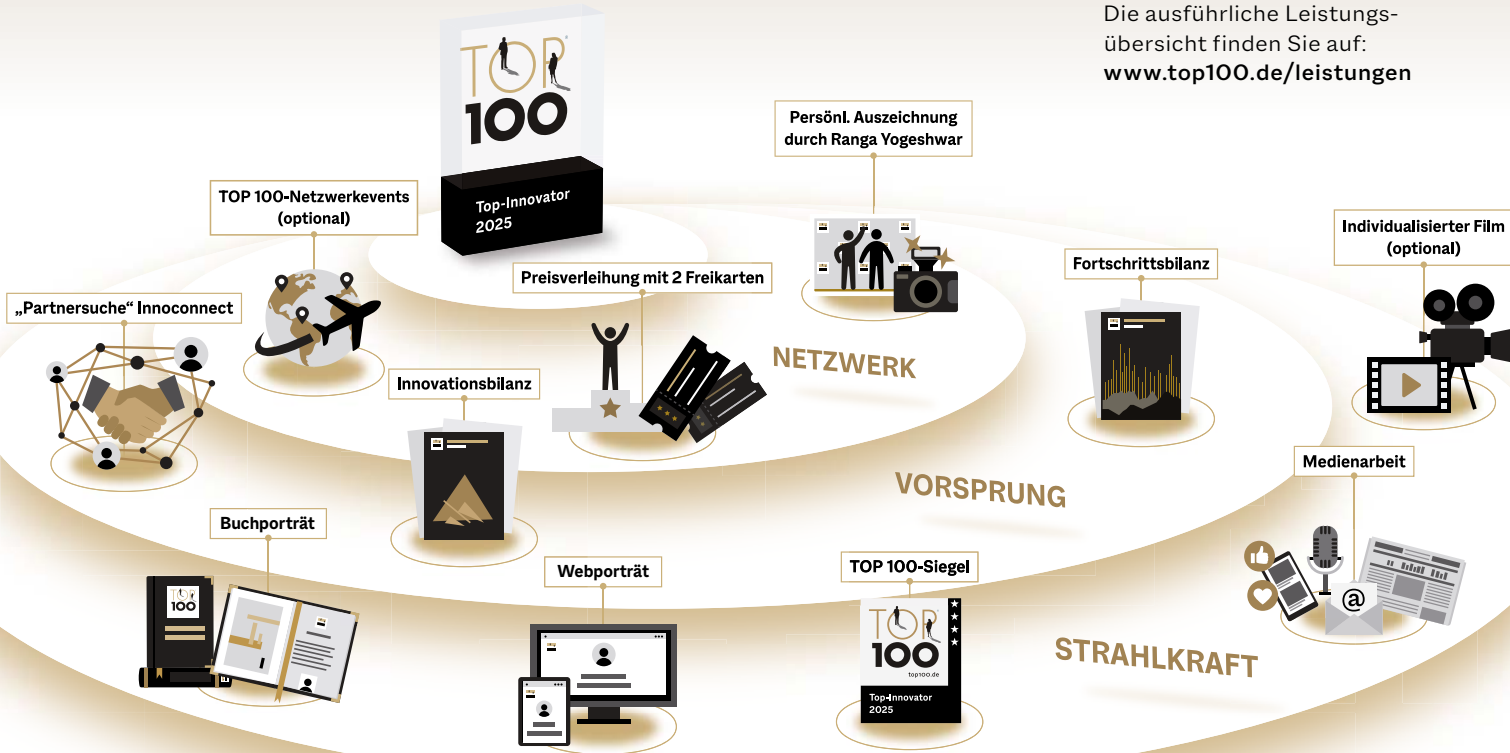 Die ausführliche Leistungs-
übersicht finden Sie auf:
www.top100.de/leistungen
TOP
100
Top-Innovator
2025
Persönl. Auszeichnung
durch Ranga Yogeshwar
TOP 100-Netzwerkevents
(optional)
Individualisierter Film
(optional)
Preisverleihung mit 2 Freikarten
Fortschrittsbilanz
„Partnersuche“ Innoconnect
NETZWERK
Innovationsbilanz
VORSPRUNG
Medienarbeit
Buchporträt
Webporträt
TOP 100-Siegel
@
TOP
100
TOP
100
top100.de
Top-Innovator
2025
STRAHLKRAFT